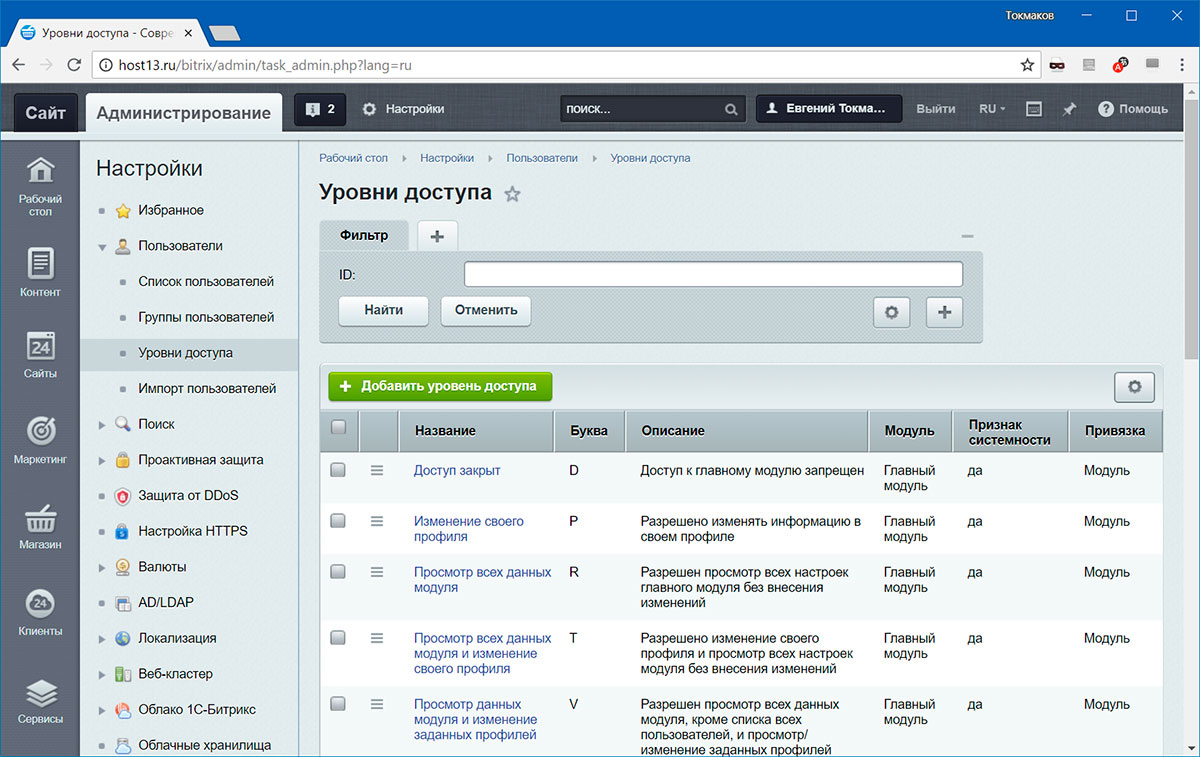 Токмаков
Уровни доступа - Совре
host13.ru/bitrix/admin/task_admin.php?lang=ru
Сайт
Администрирование
2
Настройки
поиск...
Евгений Токма...
Выйти
RU
Помощь
Рабочий
стол
Контент
24
Сайты
Маркетинг
Магазин
24
Клиенты
Сервисы
Настройки
Избранное
Пользователи
Список пользователей
Группы пользователей
Уровни доступа
Импорт пользователей
Поиск
Проактивная защита
Защита от DDoS
Настройка HTTPS
Валюты
AD/LDAP
Локализация
Веб-кластер
Облако 1С-Битрикс
Облачные хранилища
Рабочий стол
Настройки
Пользователи
Уровни доступа
Уровни доступа
Фильтр
ID:
Найти
Отменить
Добавить уровень доступа
Название
Буква
Описание
Модуль
Признак
системности
Привязка
Доступ закрыт
D
Доступ к главному модулю запрещен
Главный
модуль
да
Модуль
Изменение своего
профиля
P
Разрешено изменять информацию в
своем профиле
Главный
модуль
да
Модуль
Просмотр всех данных
модуля
R
Разрешен просмотр всех настроек
главного модуля без внесения
изменений
Главный
модуль
да
Модуль
Просмотр всех данных
модуля и изменение
своего профиля
T
Разрешено изменение своего
профиля и просмотр всех настроек
модуля без внесения изменений
Главный
модуль
да
Модуль
Просмотр данных
модуля и изменение
заданных профилей
V
Разрешен просмотр всех данных
модуля, кроме списка всех
пользователей, и просмотр/
изменение заданных профилей
Главный
модуль
да
Модуль